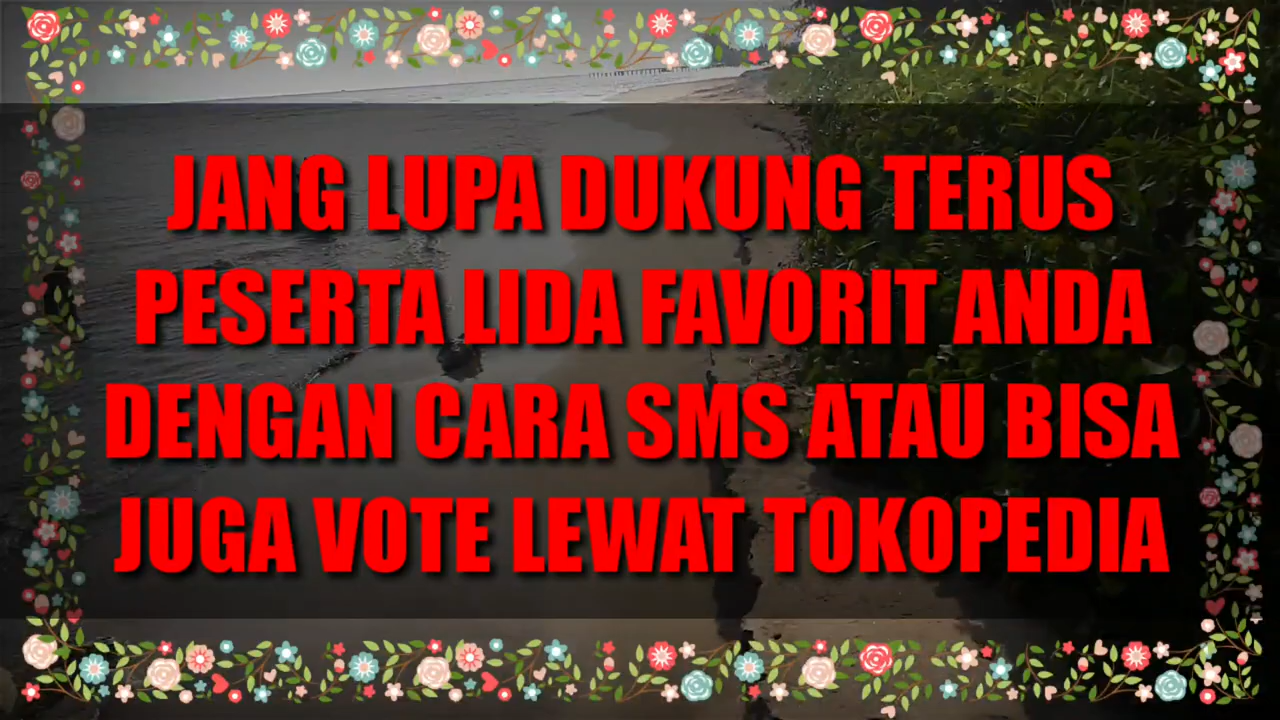 JANG LUPA DUKUNG TERUS
PESERTA LIDA FAVORIT ANDA
DENGAN CARA SMS ATAU BISA
JUGA VOTE LEWAT TOKOPEDIA